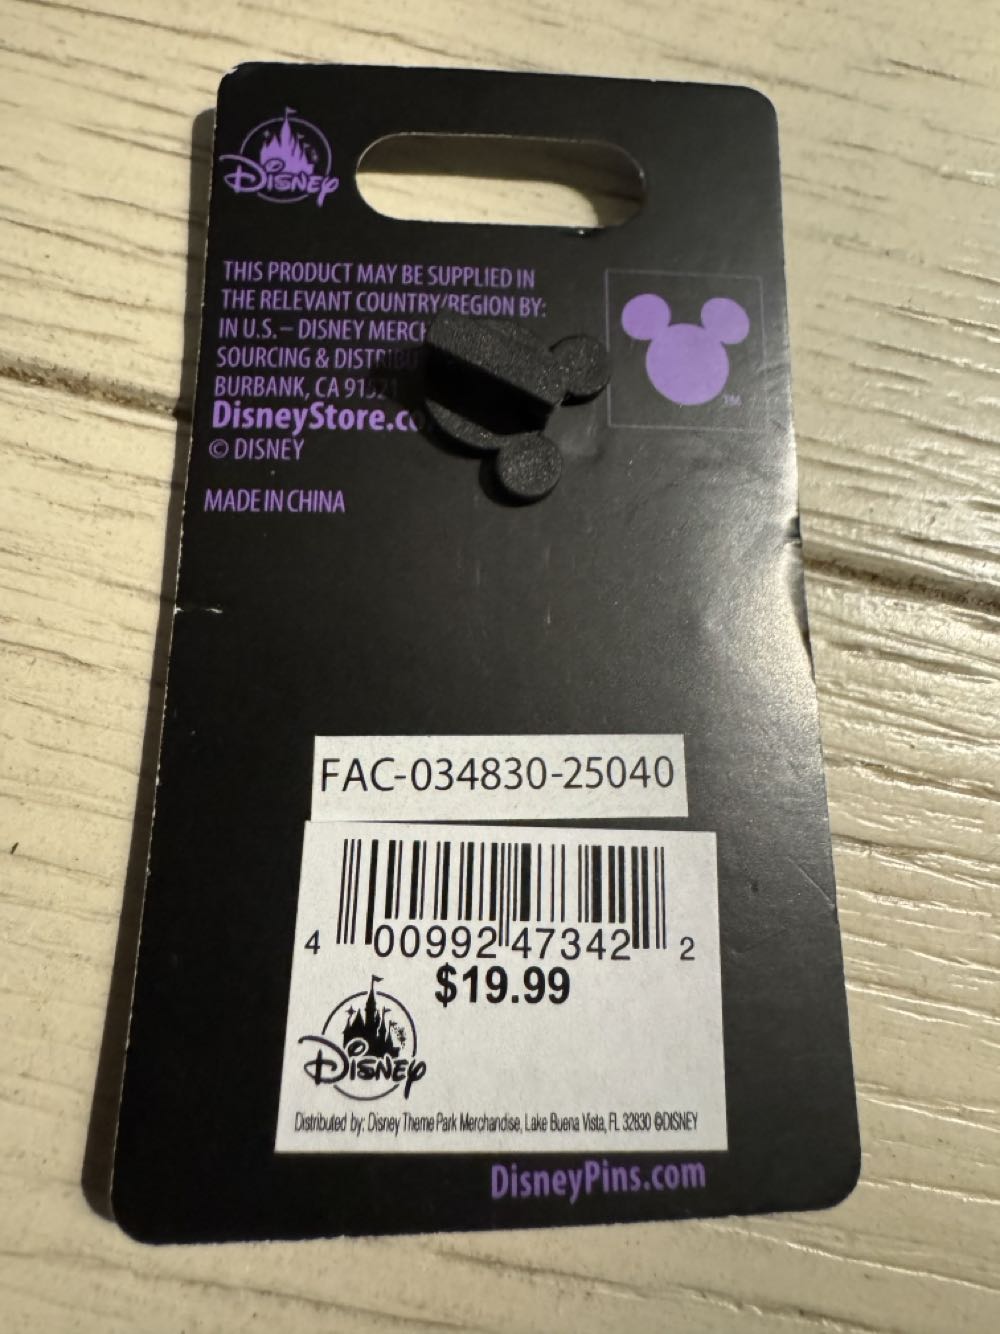 Disney
THIS PRODUCT MAY BE SUPPLIED IN
THE RELEVANT COUNTRY/REGION BY:
IN U.S. – DISNEY MERCH
SOURCING & DISTRIBU
BURBANK, CA 91521
DisneyStore.co
© DISNEY
MADE IN CHINA
TM
FAC-034830-25040
4 00992 47342 2
$19.99
Disney
Distributed by: Disney Theme Park Merchandise, Lake Buena Vista, FL 32830 ©DISNEY
DisneyPins.com